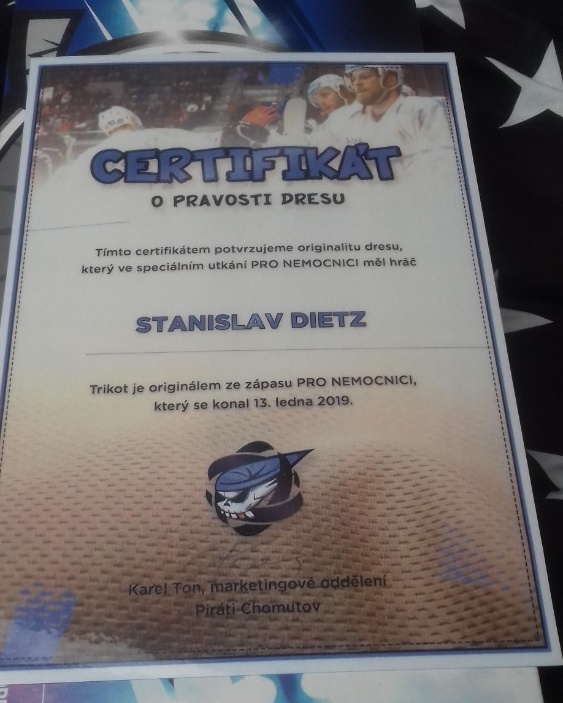 CERTIFIKÁT
O PRAVOSTI DRESU
Tímto certifikátem potvrzujeme originalitu dresu,
který ve speciálním utkání PRO NEMOCNICI měl hráč
STANISLAV DIETZ
Trikot je originálem ze zápasu PRO NEMOCNICI,
který se konal 13. ledna 2019.
Karel Ton, marketingové oddělení
Piráti Chomutov